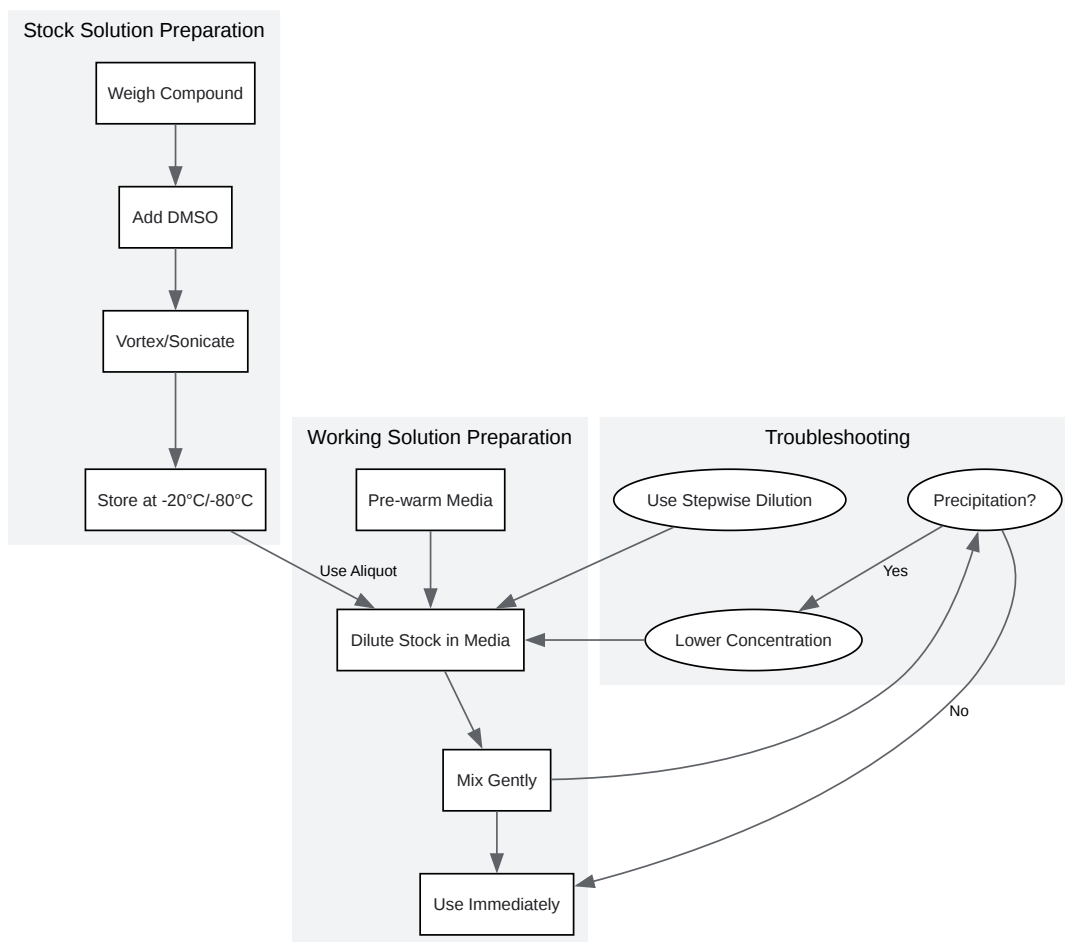 Stock Solution Preparation
Weigh Compound
Add DMSO
Vortex/Sonicate
Store at -20°C/-80°C
Use Aliquot
Working Solution Preparation
Pre-warm Media
Dilute Stock in Media
Mix Gently
Use Immediately
Troubleshooting
Use Stepwise Dilution
Precipitation?
Yes
Lower Concentration
No